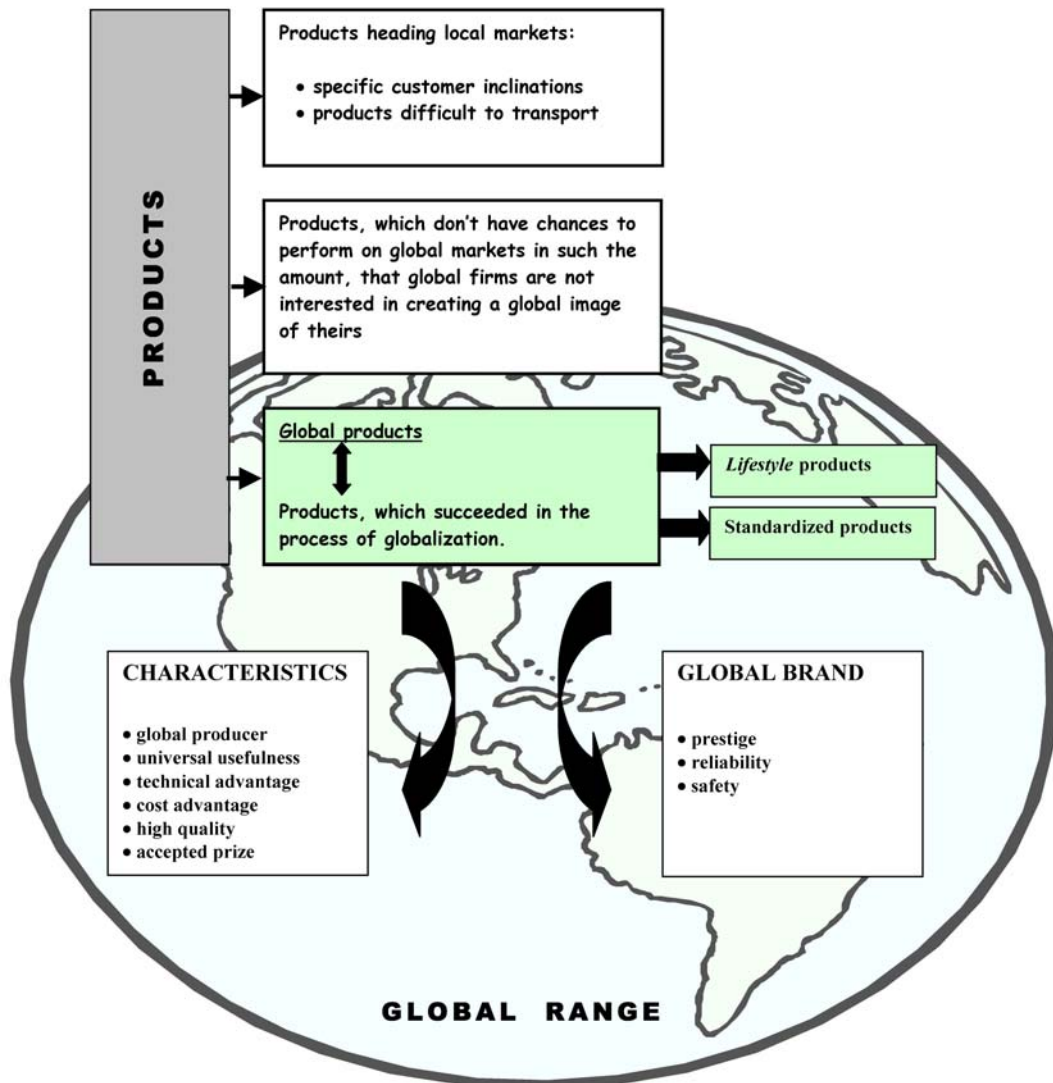 PRODUCTS
Products heading local markets:
• specific customer inclinations
• products difficult to transport
Products, which don't have chances to
perform on global markets in such the
amount, that global firms are not
interested in creating a global image
of theirs
Global products
Products, which succeeded in the
process of globalization.
Lifestyle products
Standardized products
CHARACTERISTICS
• global producer
• universal usefulness
• technical advantage
• cost advantage
• high quality
• accepted prize
GLOBAL BRAND
• prestige
• reliability
• safety
GLOBAL RANGE